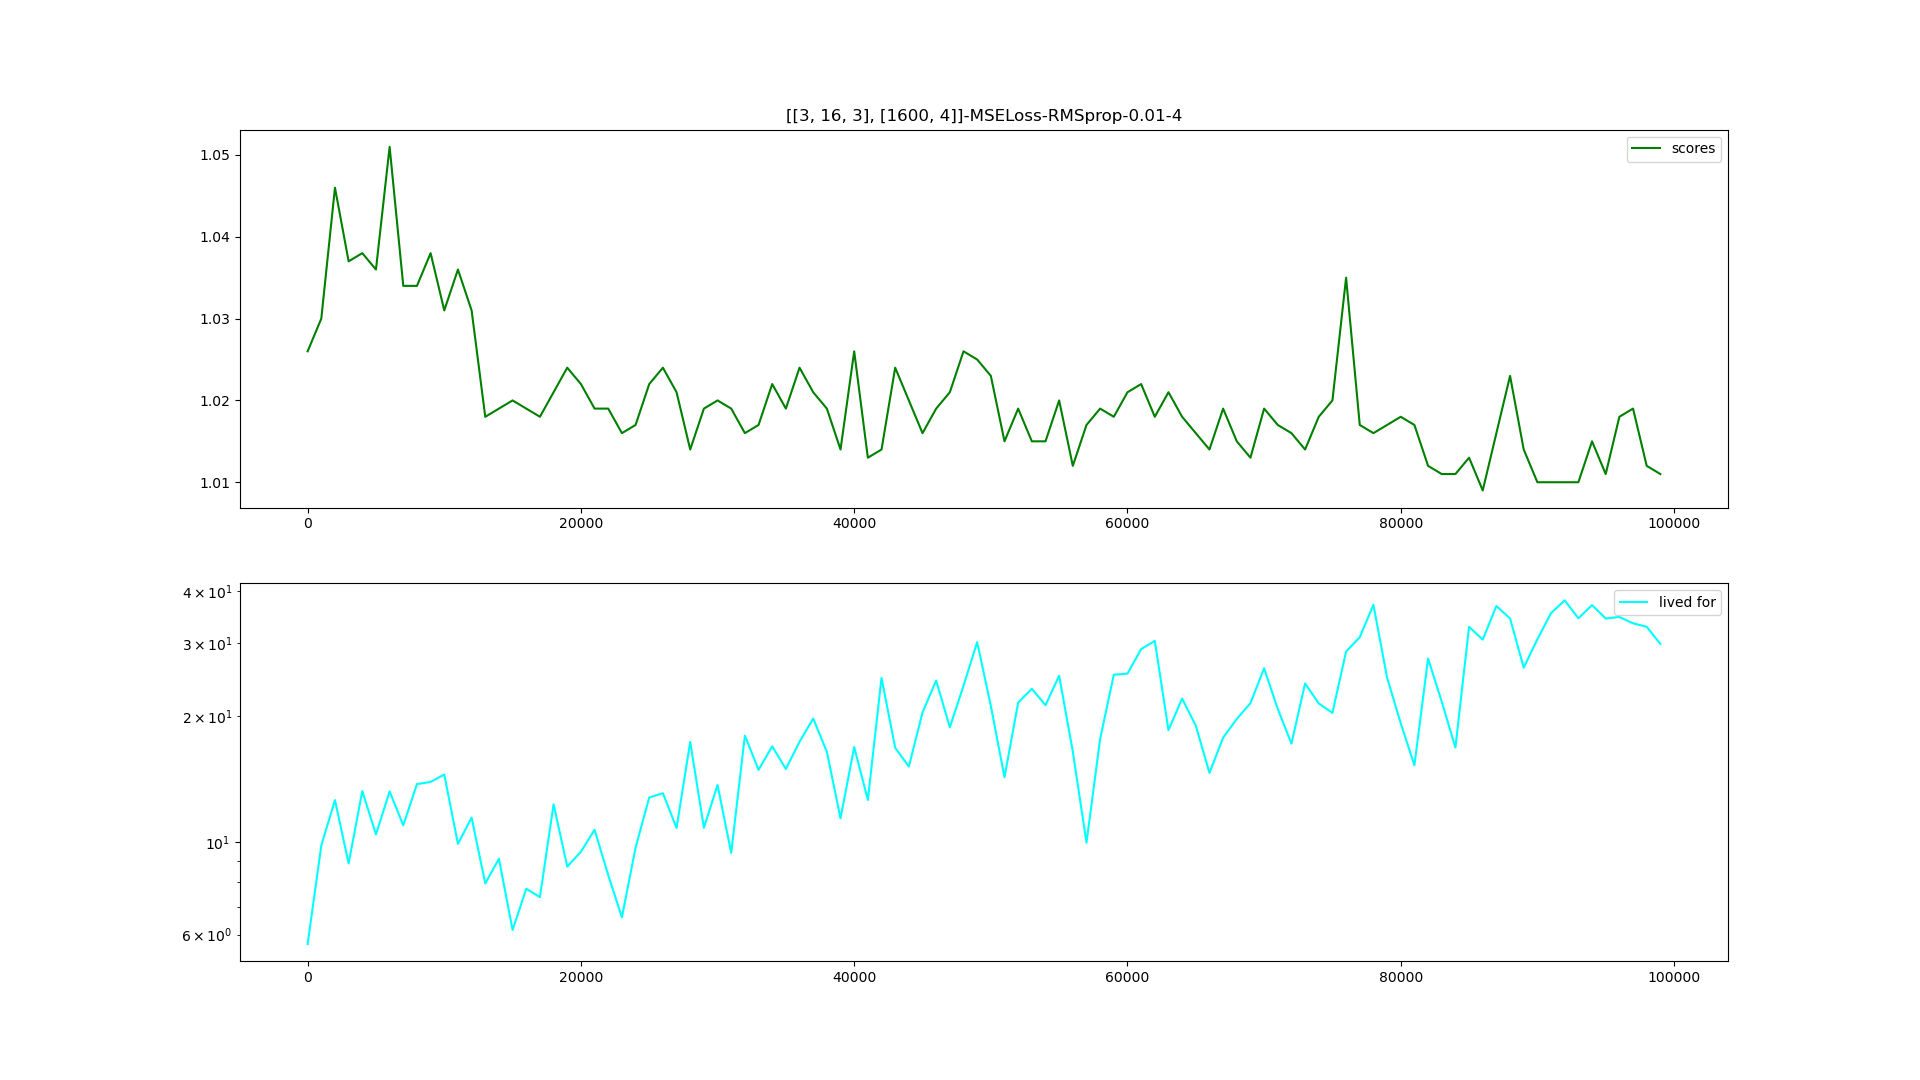 [[3, 16, 3], [1600, 4]]-MSELoss-RMSprop-0.01-4
scores
1.05
1.04
1.03
1.02
1.01
0 20000 40000 60000 80000 100000
lived for
4 × 10¹
3 × 10¹
2 × 10¹
10¹
6 × 10⁰
0 20000 40000 60000 80000 100000